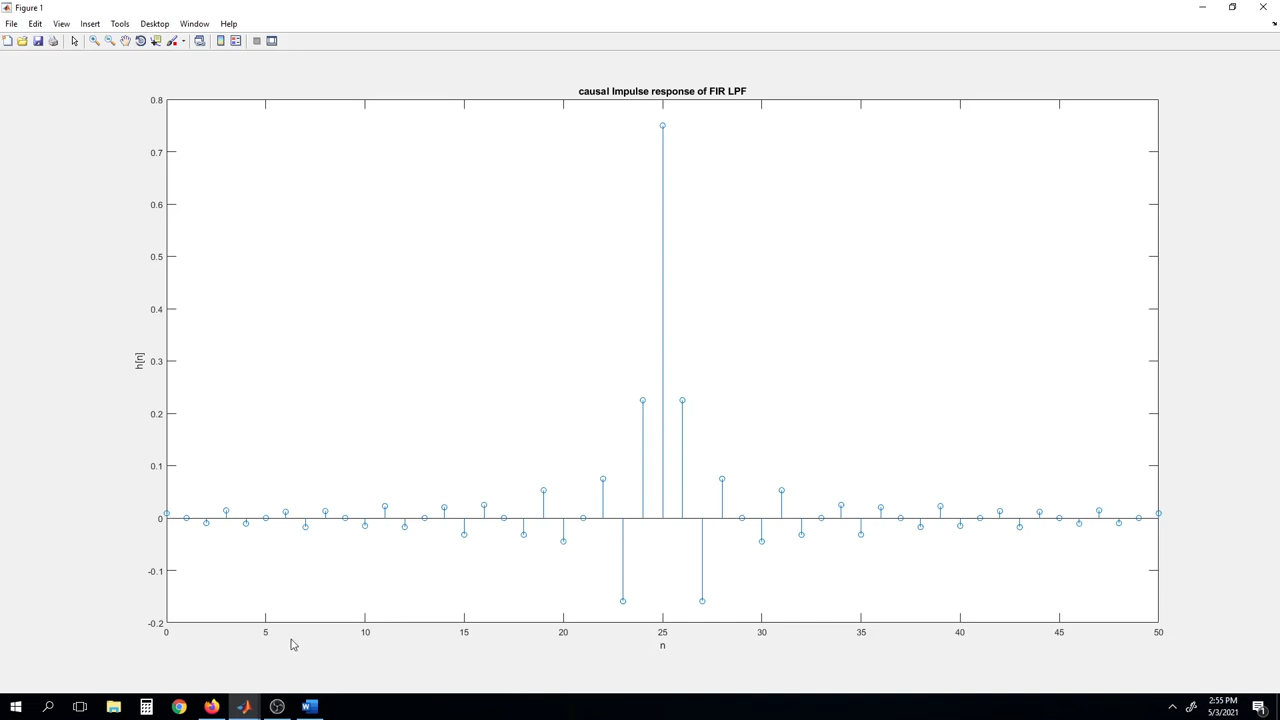 Figure 1
File Edit View Insert Tools Desktop Window Help
causal Impulse response of FIR LPF
0.8
0.7
0.6
0.5
0.4
0.3
0.2
0.1
0
-0.1
-0.2
h[n]
0 5 10 15 20 25 30 35 40 45 50
n
2:55 PM
5/3/2021
1